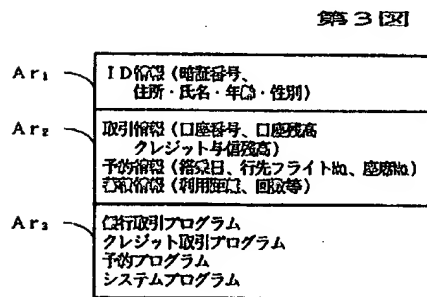 第3図
Ar₁
ID情報（暗証番号、
住所・氏名・年齢・性別）
Ar₂
取引情報（口座番号、口座残高
クレジット与信残高）
予約情報（搭乗日、行先フライト№、座席№）
情報（利用、回数等）
Ar₃
銀行取引プログラム
クレジット取引プログラム
予約プログラム
システムプログラム